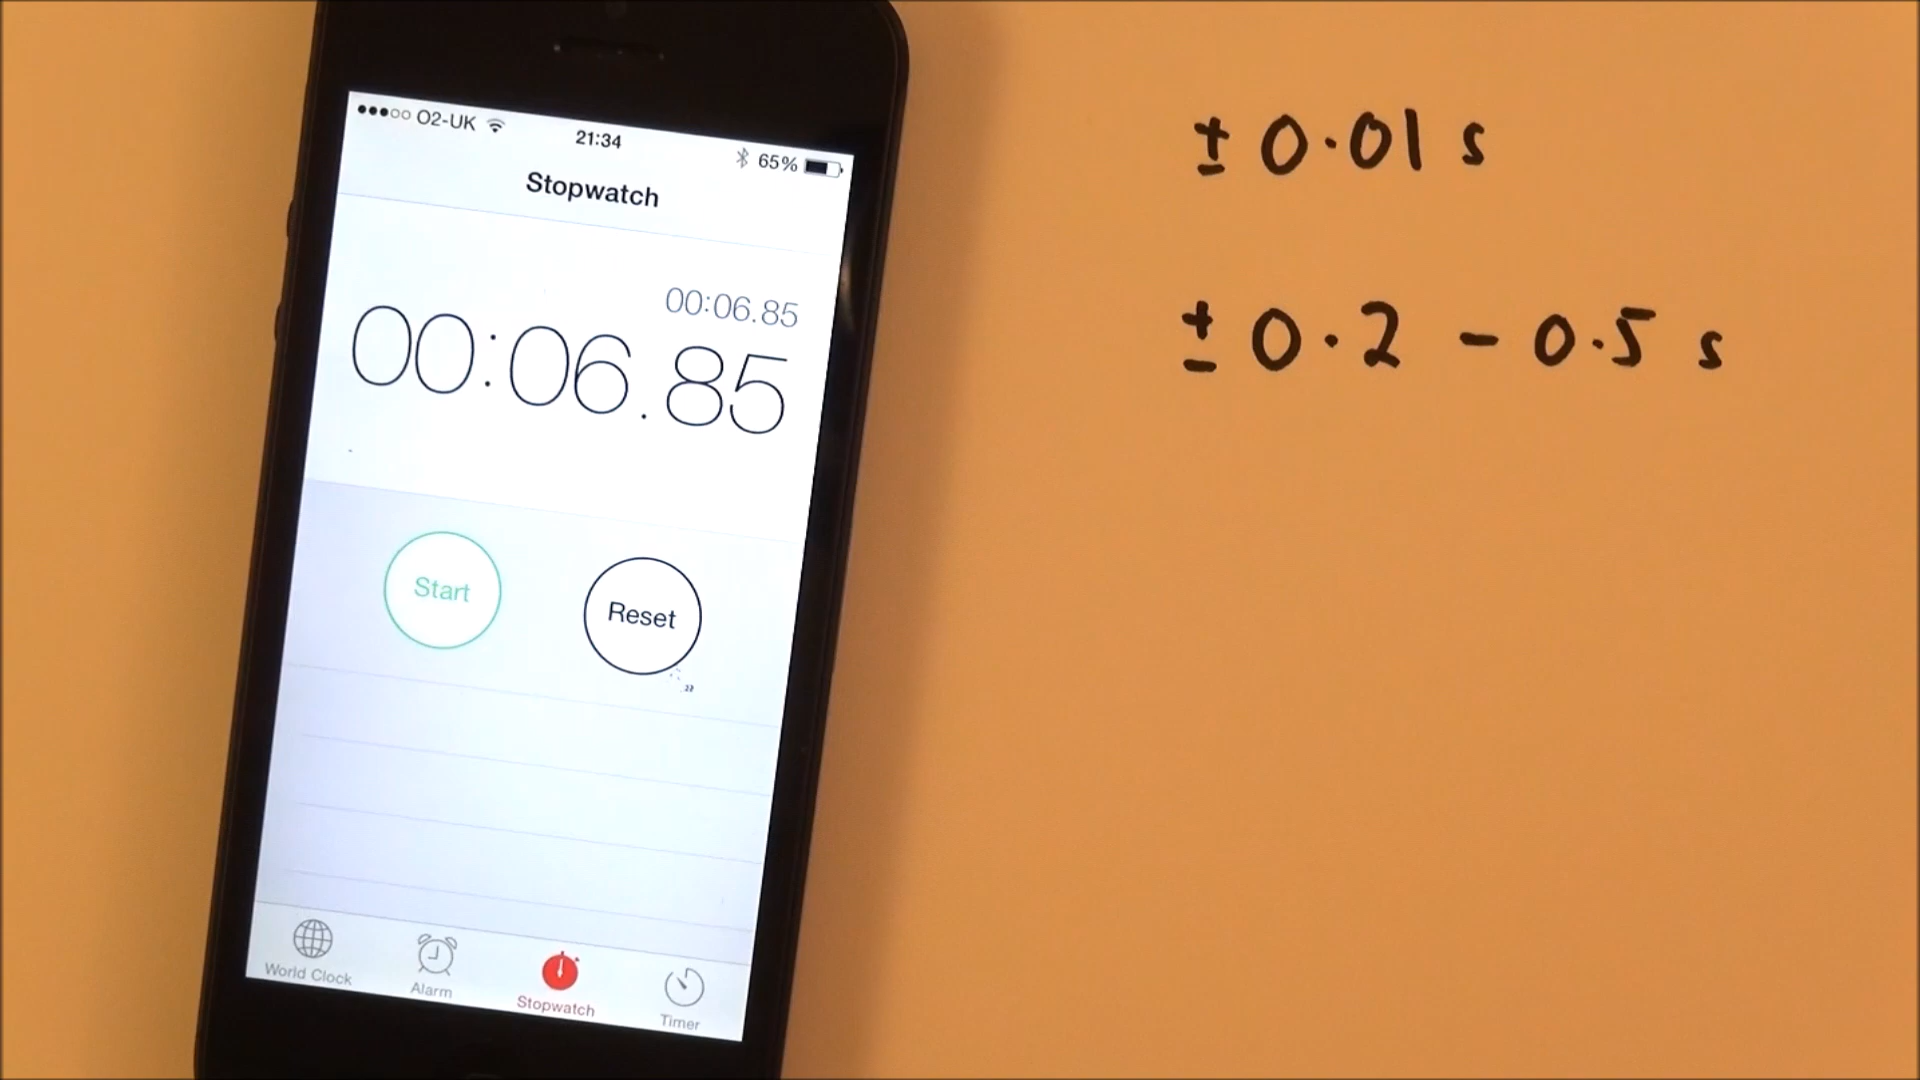 ●●●○○ O2-UK 21:34 65%
Stopwatch
00:06.85
00:06.85
Start Reset
World Clock Alarm Stopwatch Timer
± 0.01 s
± 0.2 - 0.5 s